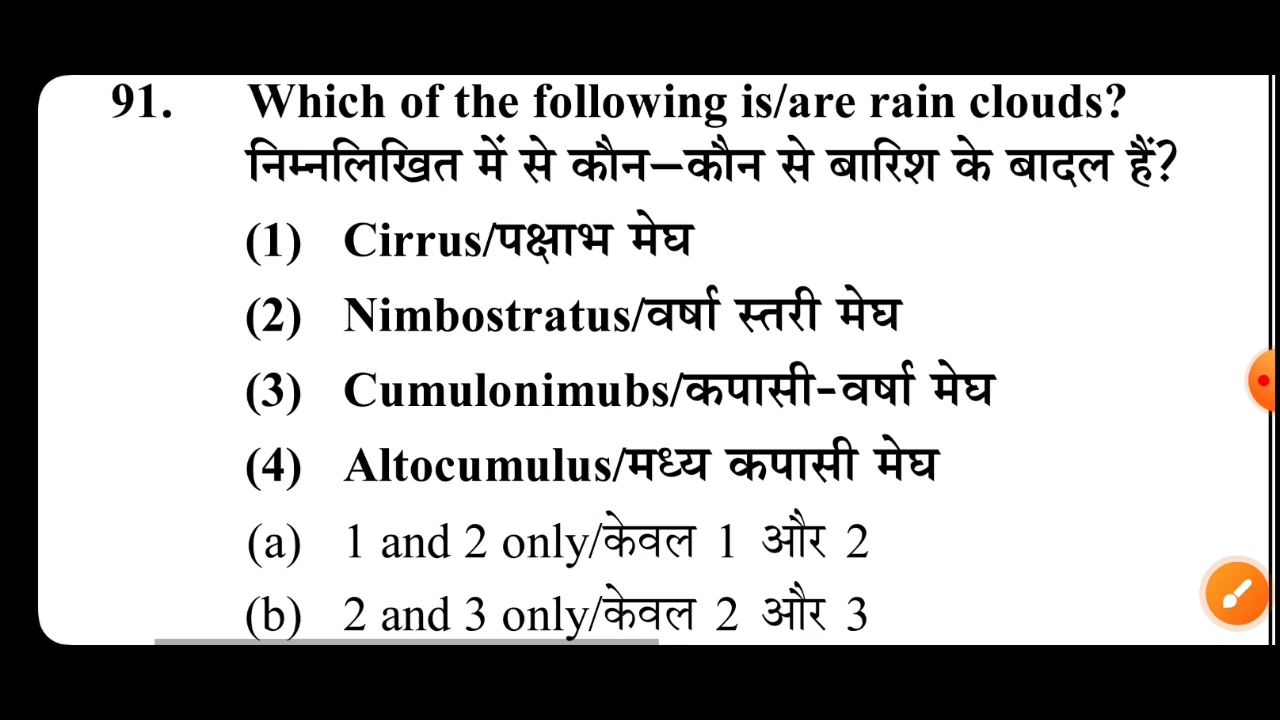 91. Which of the following is/are rain clouds?
निम्नलिखित में से कौन–कौन से बारिश के बादल हैं?
(1) Cirrus/पक्षाभ मेघ
(2) Nimbostratus/वर्षा स्तरी मेघ
(3) Cumulonimubs/कपासी-वर्षा मेघ
(4) Altocumulus/मध्य कपासी मेघ
(a) 1 and 2 only/केवल 1 और 2
(b) 2 and 3 only/केवल 2 और 3